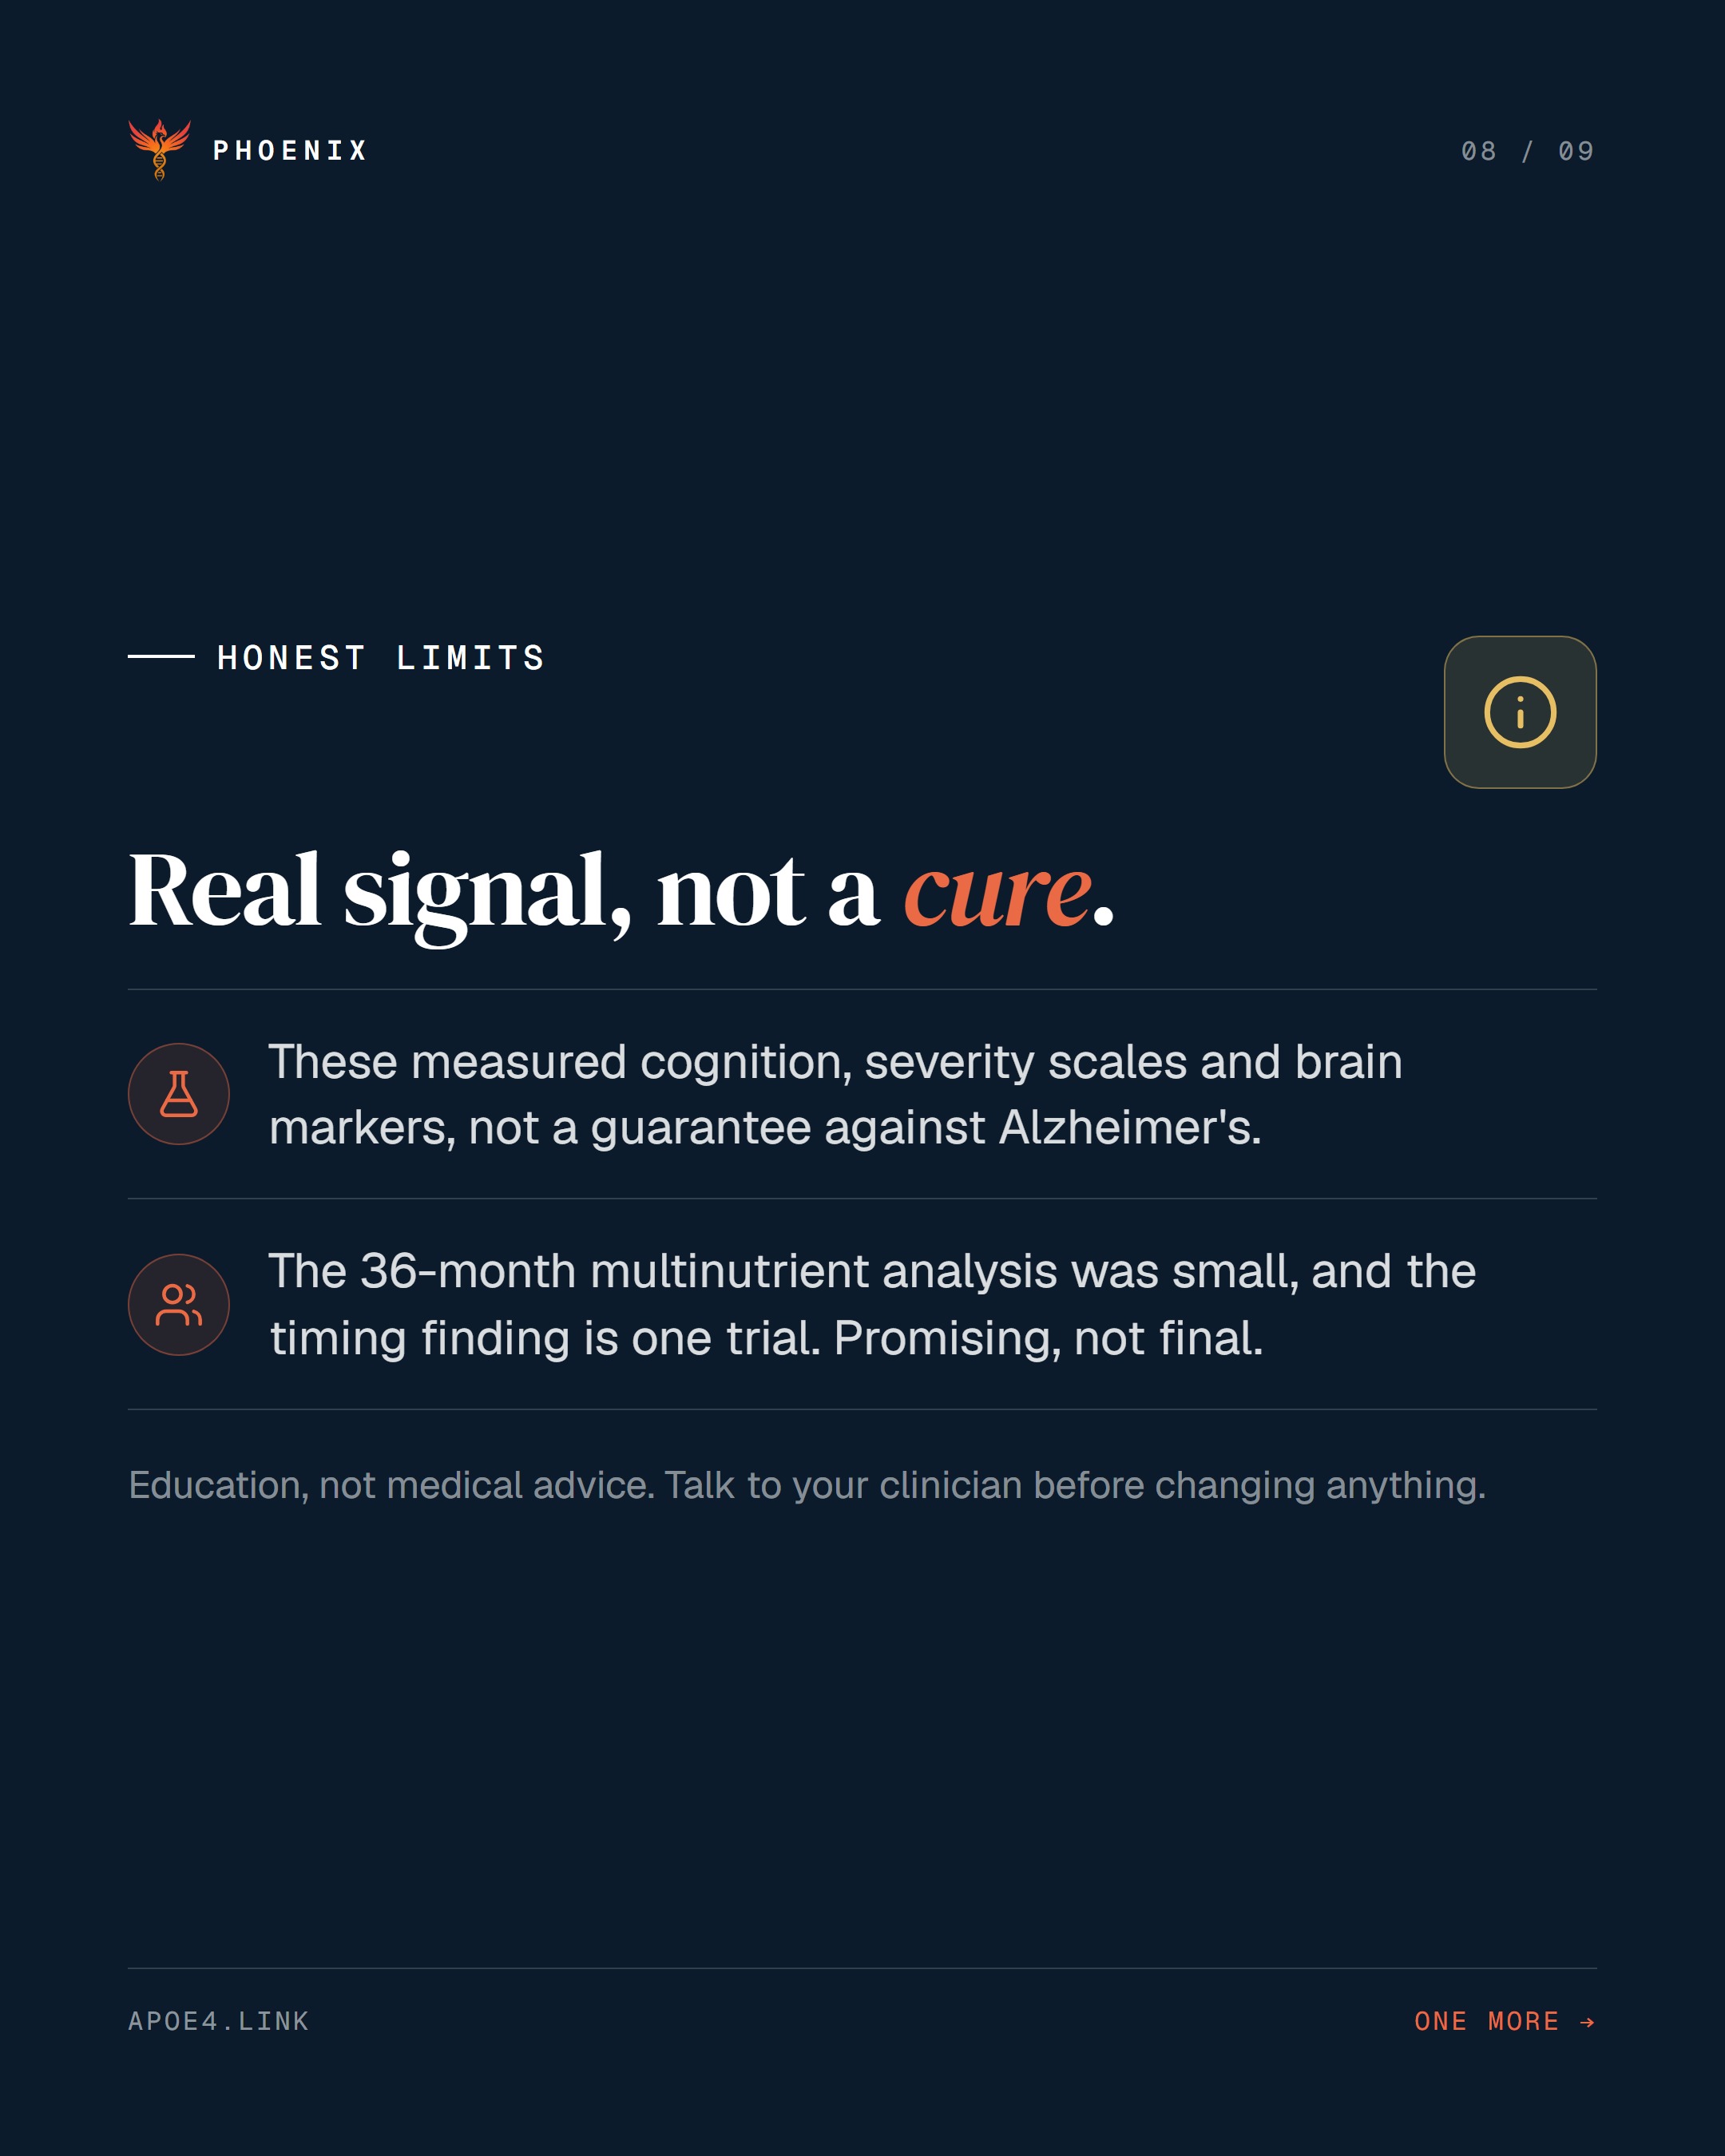 PHOENIX
08 / 09
HONEST LIMITS
Real signal, not a cure.
These measured cognition, severity scales and brain
markers, not a guarantee against Alzheimer's.
The 36-month multinutrient analysis was small, and the
timing finding is one trial. Promising, not final.
Education, not medical advice. Talk to your clinician before changing anything.
APOE4.LINK
ONE MORE →